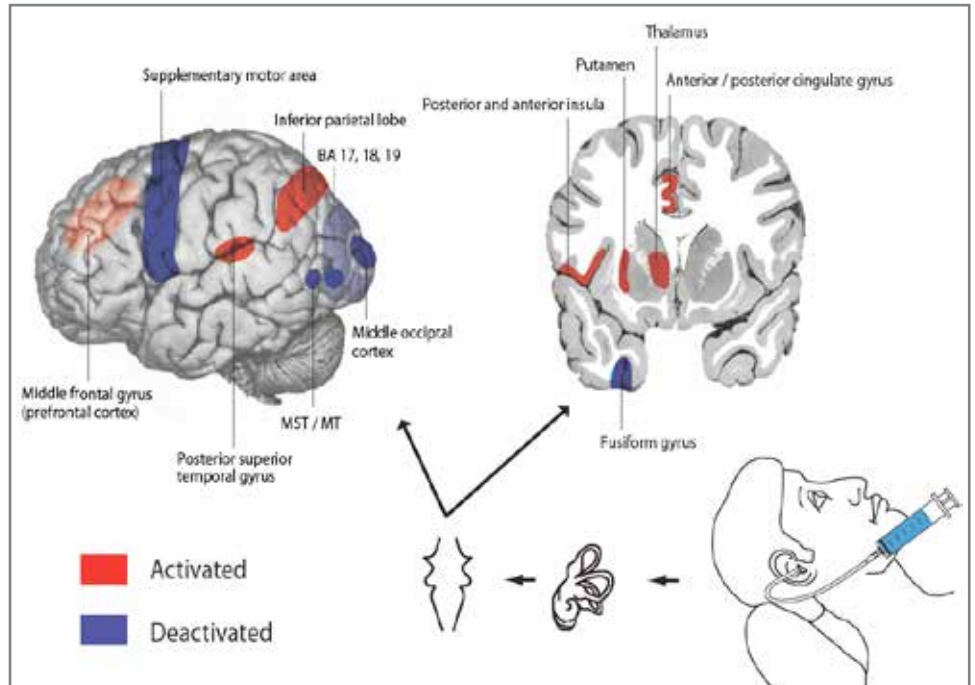 Thalamus
Putamen
Supplementary motor area
Anterior / posterior cingulate gyrus
Posterior and anterior insula
Inferior parietal lobe
BA 17, 18, 19
Middle occiptal
cortex
Middle frontal gyrus
(prefrontal cortex)
MST / MT
Fusiform gyrus
Posterior superior
temporal gyrus
Activated
Deactivated